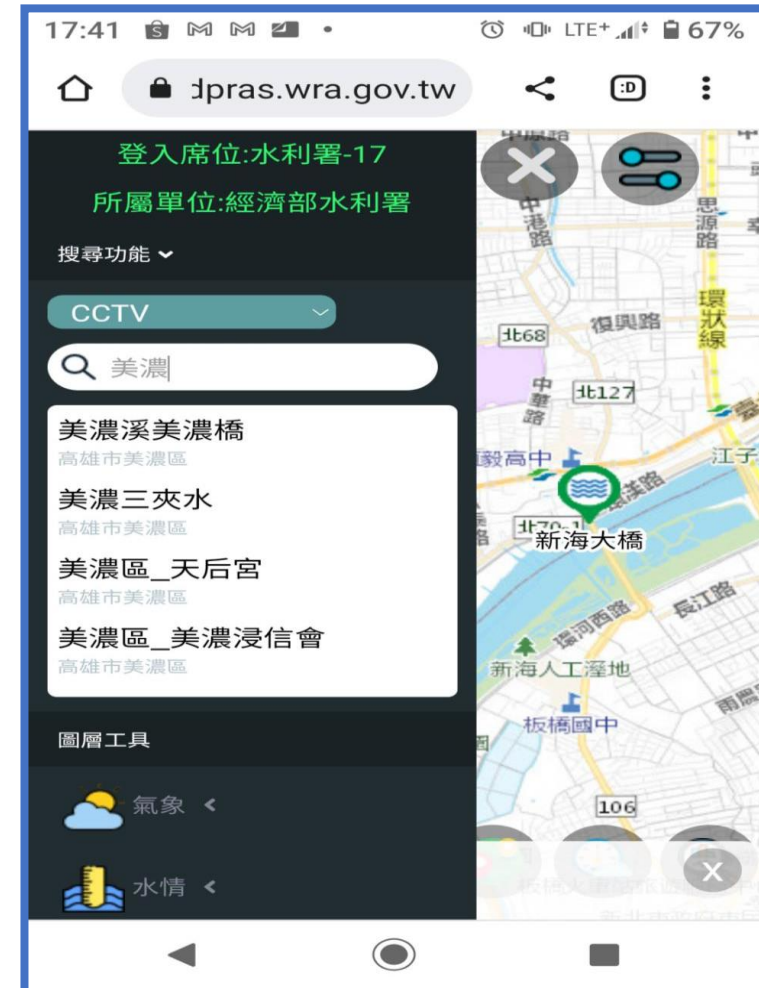 17:41
LTE+
67%
dpras.wra.gov.tw
:D
登入席位:水利署-17
所屬單位:經濟部水利署
搜尋功能
CCTV
美濃
美濃溪美濃橋
高雄市美濃區
美濃三夾水
高雄市美濃區
美濃區_天后宮
高雄市美濃區
美濃區_美濃浸信會
高雄市美濃區
圖層工具
氣象
水情
中港路
思源路
環狀線
復興路
北68
中華路
北127
毅高中
江子
環漢路
新海大橋
長江路
環河西路
新海人工溼地
板橋國中
106
X